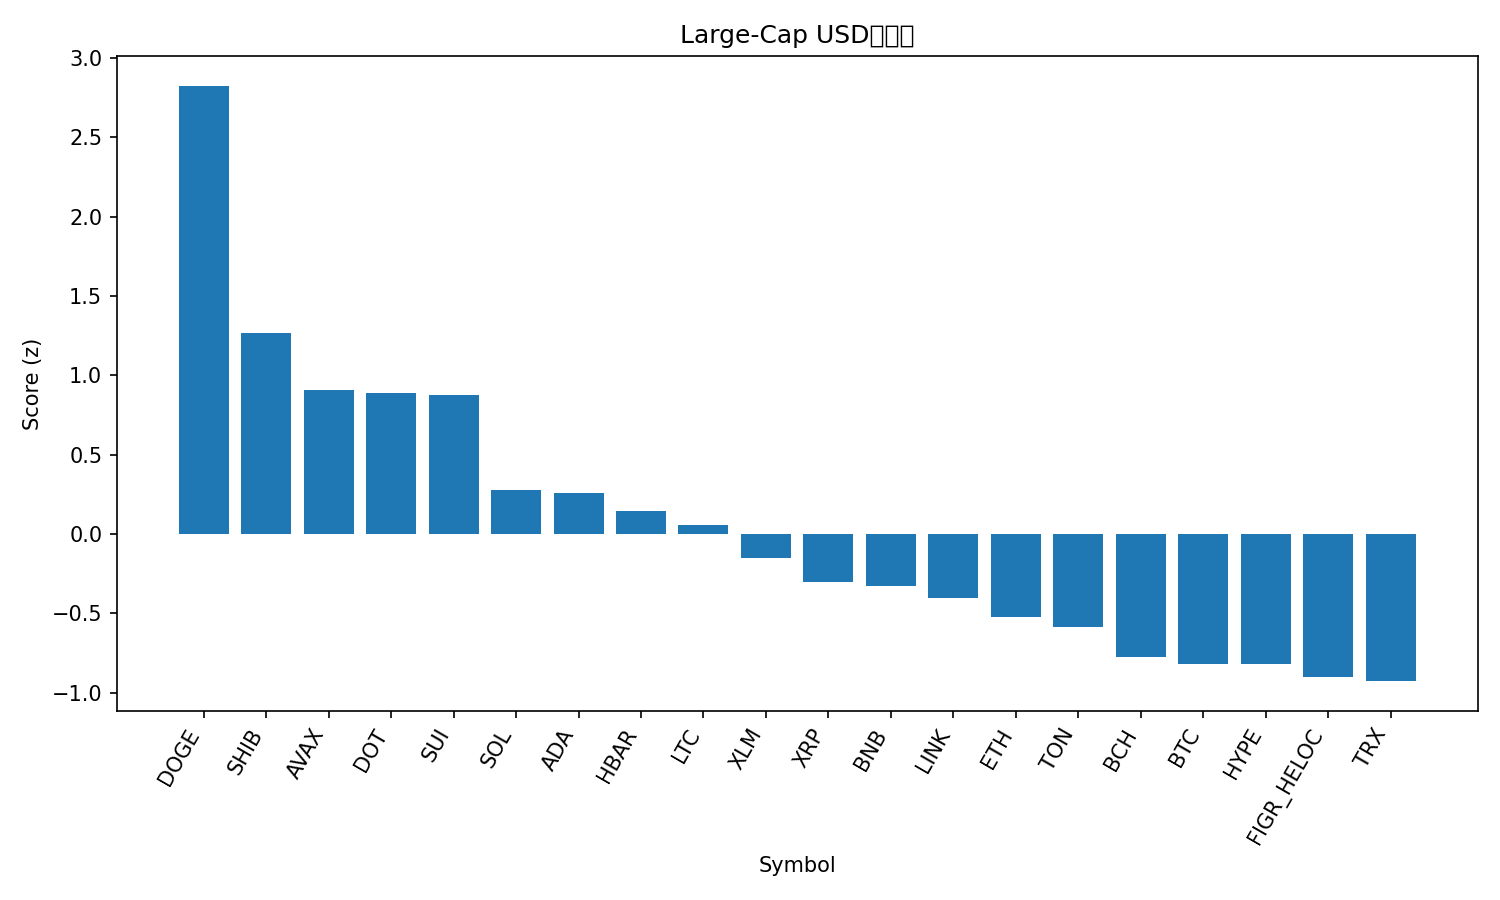 Large-Cap USD
3.0
2.5
2.0
1.5
1.0
0.5
0.0
−0.5
−1.0
Score (z)
DOGE
SHIB
AVAX
DOT
SUI
SOL
ADA
HBAR
LTC
XLM
XRP
BNB
LINK
ETH
TON
BCH
BTC
HYPE
FIGR_HELOC
TRX
Symbol